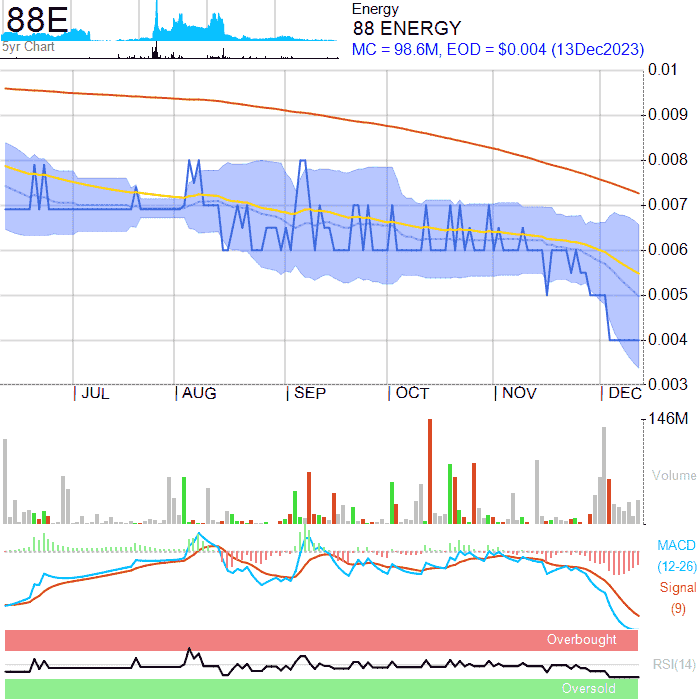 88E
5yr Chart
Energy
88 ENERGY
MC = 98.6M, EOD = $0.004 (13Dec2023)
0.01
0.009
0.008
0.007
0.006
0.005
0.004
0.003
JUL AUG SEP OCT NOV DEC
146M
Volume
MACD
(12-26)
Signal
(9)
Overbought
RSI(14)
Oversold